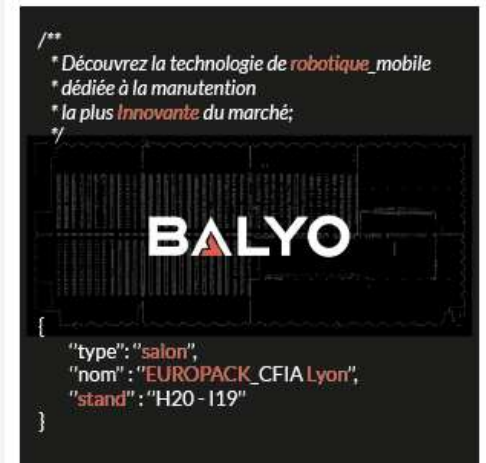 /**
* Découvrez la technologie de robotique_mobile
* dédiée à la manutention
* la plus Innovante du marché;
*/
BALYO
{
"type": "salon",
"nom" : "EUROPACK_CFIA Lyon",
"stand" : "H20 - I19"
}